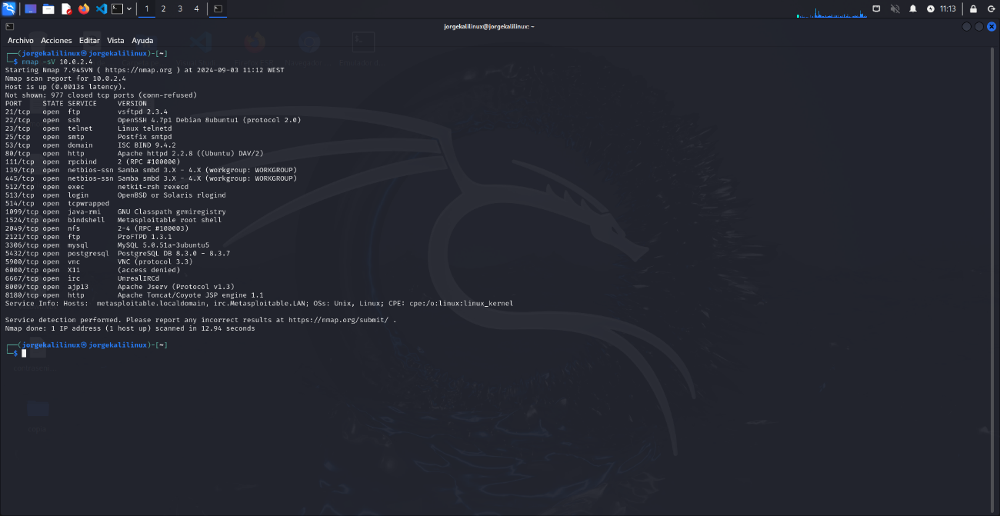 1 2 3 4
11:13
jorgekalilinux@jorgekalilinux: ~
Archivo Acciones Editar Vista Ayuda
┌──(jorgekalilinux㉿jorgekalilinux)-[~]
└─$ nmap -sV 10.0.2.4
Starting Nmap 7.94SVN ( https://nmap.org ) at 2024-09-03 11:12 WEST
Nmap scan report for 10.0.2.4
Host is up (0.0013s latency).
Not shown: 977 closed tcp ports (conn-refused)
PORT     STATE SERVICE     VERSION
21/tcp   open  ftp         vsftpd 2.3.4
22/tcp   open  ssh         OpenSSH 4.7p1 Debian 8ubuntu1 (protocol 2.0)
23/tcp   open  telnet      Linux telnetd
25/tcp   open  smtp        Postfix smtpd
53/tcp   open  domain      ISC BIND 9.4.2
80/tcp   open  http        Apache httpd 2.2.8 ((Ubuntu) DAV/2)
111/tcp  open  rpcbind     2 (RPC #100000)
139/tcp  open  netbios-ssn Samba smbd 3.X - 4.X (workgroup: WORKGROUP)
445/tcp  open  netbios-ssn Samba smbd 3.X - 4.X (workgroup: WORKGROUP)
512/tcp  open  exec        netkit-rsh rexecd
513/tcp  open  login       OpenBSD or Solaris rlogind
514/tcp  open  tcpwrapped
1099/tcp open  java-rmi    GNU Classpath grmiregistry
1524/tcp open  bindshell   Metasploitable root shell
2049/tcp open  nfs         2-4 (RPC #100003)
2121/tcp open  ftp         ProFTPD 1.3.1
3306/tcp open  mysql       MySQL 5.0.51a-3ubuntu5
5432/tcp open  postgresql  PostgreSQL DB 8.3.0 - 8.3.7
5900/tcp open  vnc         VNC (protocol 3.3)
6000/tcp open  X11         (access denied)
6667/tcp open  irc         UnrealIRCd
8009/tcp open  ajp13       Apache Jserv (Protocol v1.3)
8180/tcp open  http        Apache Tomcat/Coyote JSP engine 1.1
Service Info: Hosts:  metasploitable.localdomain, irc.Metasploitable.LAN; OSs: Unix, Linux; CPE: cpe:/o:linux:linux_kernel
Service detection performed. Please report any incorrect results at https://nmap.org/submit/ .
Nmap done: 1 IP address (1 host up) scanned in 12.94 seconds
┌──(jorgekalilinux㉿jorgekalilinux)-[~]
└─$